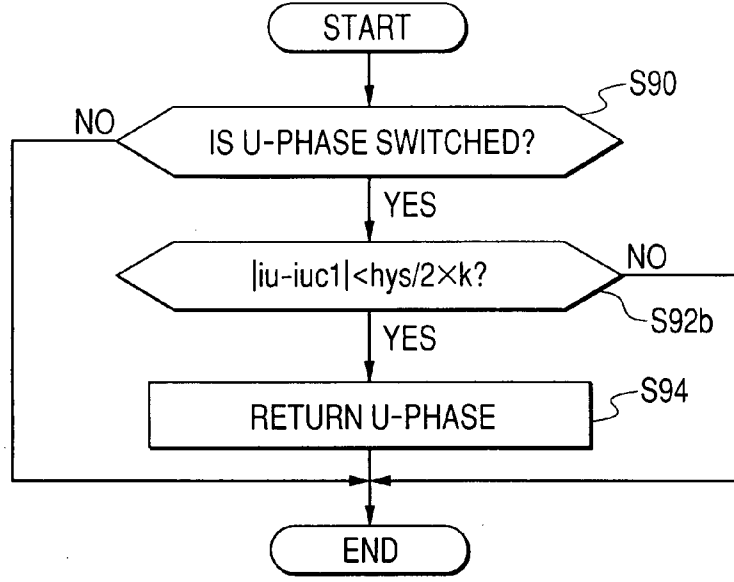 START
S90
NO
IS U-PHASE SWITCHED?
YES
|iu-iuc1|<hys/2×k?
NO
S92b
YES
RETURN U-PHASE
S94
END